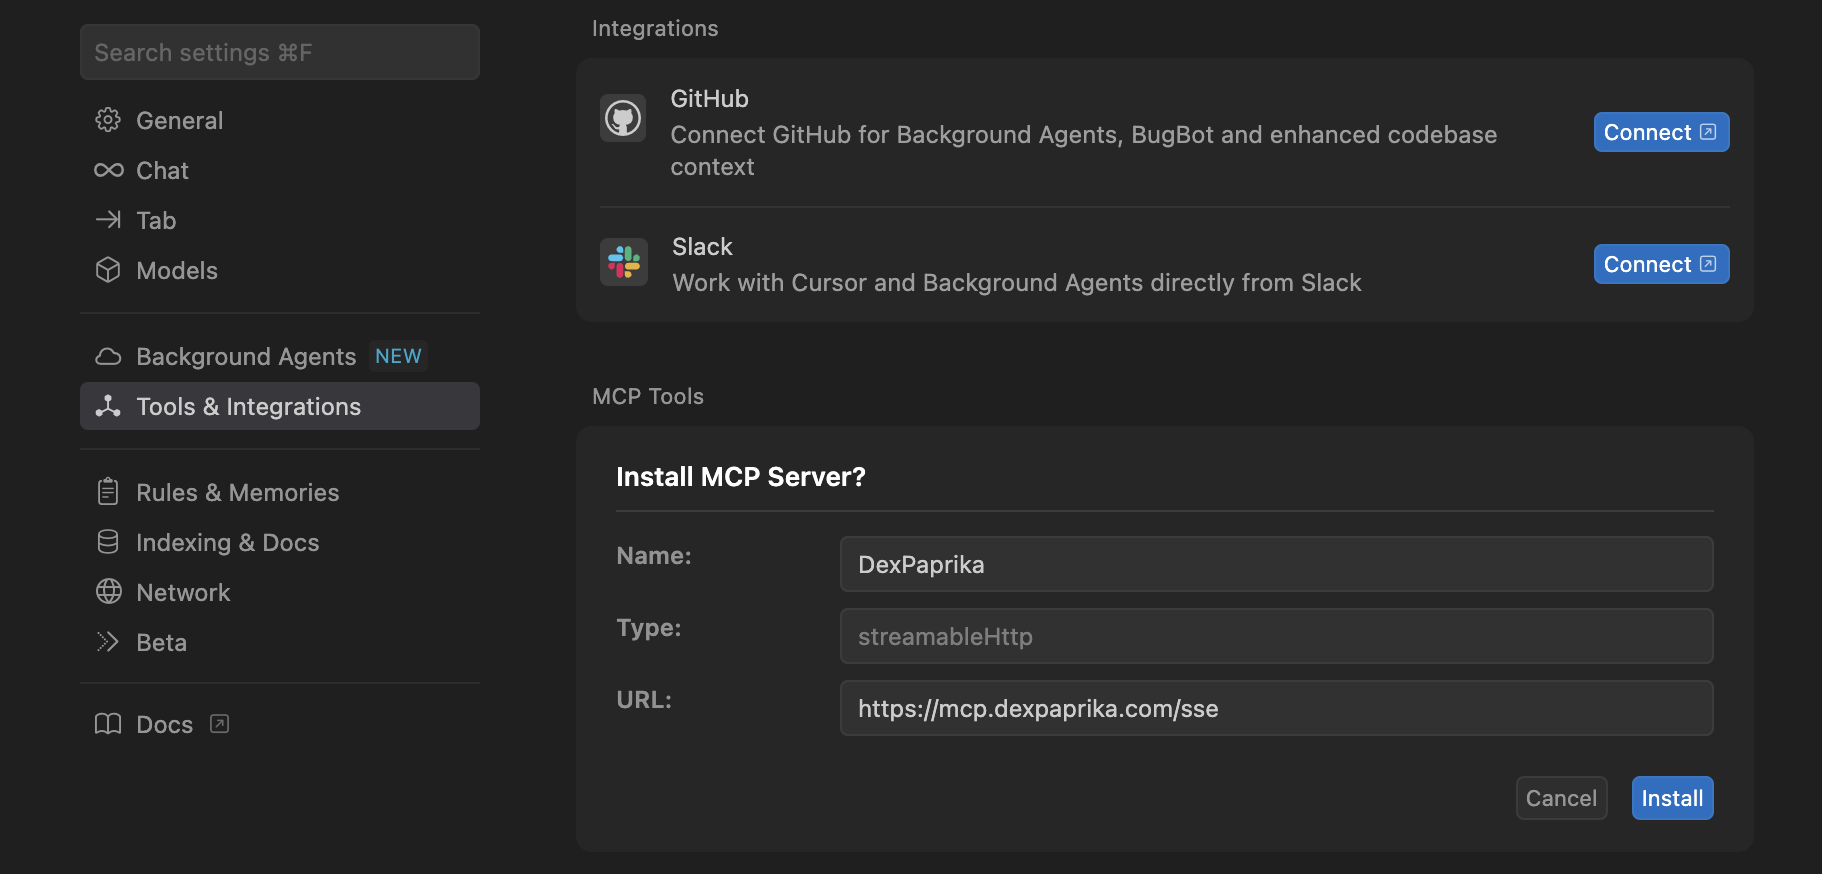 Search settings ⌘F
General
Chat
Tab
Models
Background Agents NEW
Tools & Integrations
Rules & Memories
Indexing & Docs
Network
Beta
Docs
Integrations
GitHub
Connect GitHub for Background Agents, BugBot and enhanced codebase
context
Connect
Slack
Work with Cursor and Background Agents directly from Slack
Connect
MCP Tools
Install MCP Server?
Name: DexPaprika
Type: streamableHttp
URL: https://mcp.dexpaprika.com/sse
Cancel Install